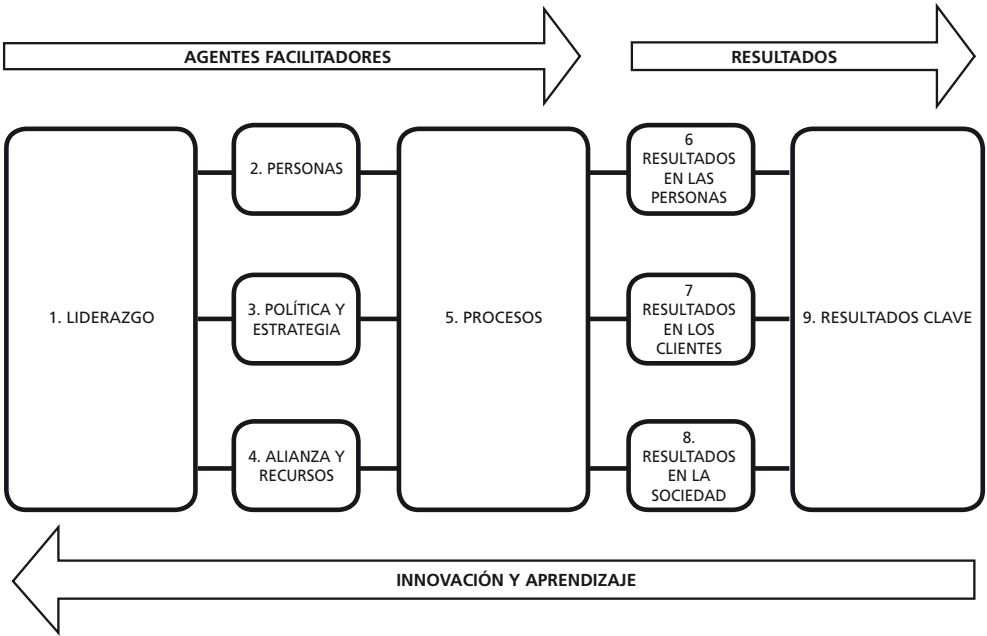 AGENTES FACILITADORES
RESULTADOS
1. LIDERAZGO
2. PERSONAS
3. POLÍTICA Y
ESTRATEGIA
4. ALIANZA Y
RECURSOS
5. PROCESOS
6
RESULTADOS
EN LAS
PERSONAS
7
RESULTADOS
EN LOS
CLIENTES
8.
RESULTADOS
EN LA
SOCIEDAD
9. RESULTADOS CLAVE
INNOVACIÓN Y APRENDIZAJE